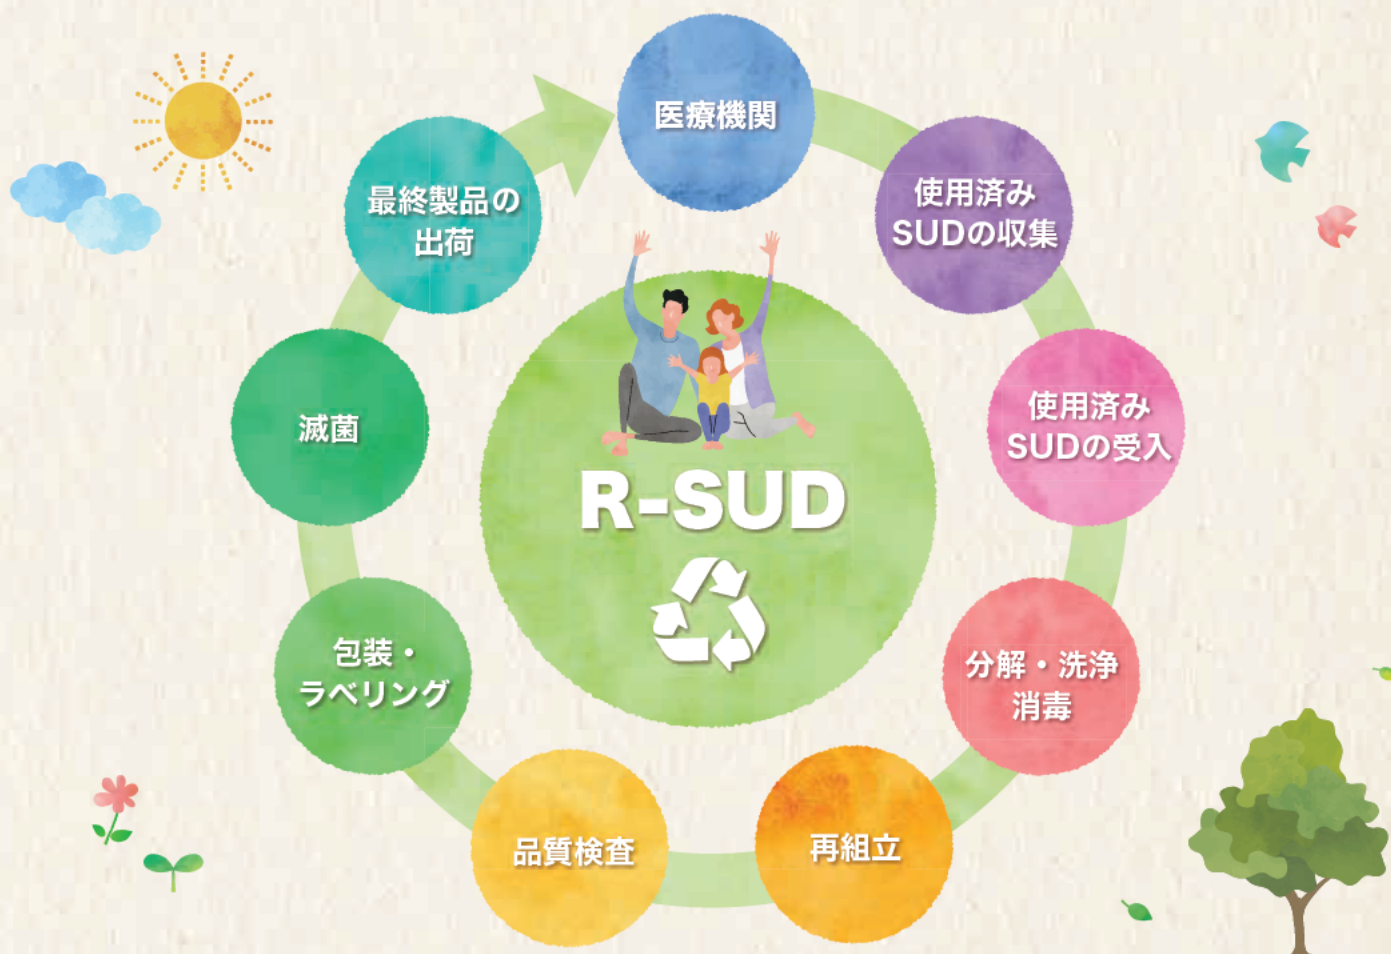 医療機関
使用済み
SUDの収集
使用済み
SUDの受入
分解・洗浄
消毒
再組立
品質検査
包装・
ラベリング
滅菌
最終製品の
出荷
R-SUD